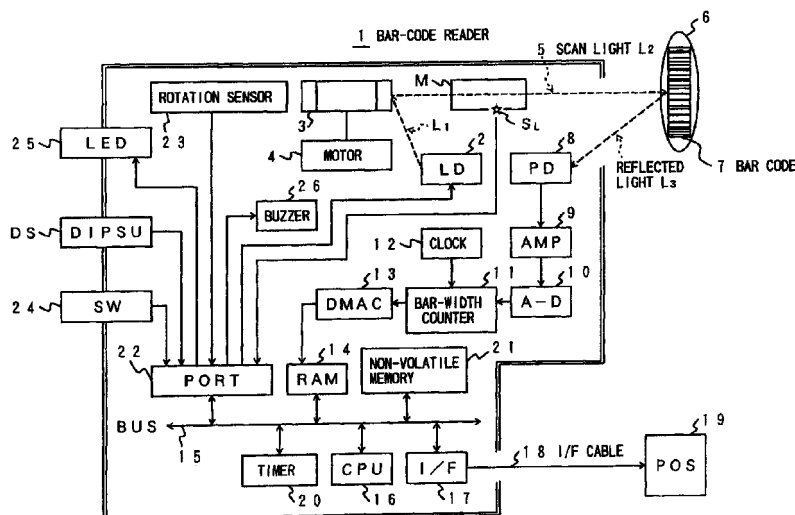 1 BAR-CODE READER
6
5 SCAN LIGHT L2
ROTATION SENSOR
23
3
M
SL
L1
4
MOTOR
2
LD
8
PD
REFLECTED
LIGHT L3
7 BAR CODE
25
LED
26
BUZZER
9
AMP
DS
DIPSU
12
CLOCK
13
DMAC
11
BAR-WIDTH
COUNTER
10
A-D
24
SW
22
PORT
14
RAM
21
NON-VOLATILE
MEMORY
BUS
15
TIMER
20
CPU
16
I/F
17
18 I/F CABLE
19
POS